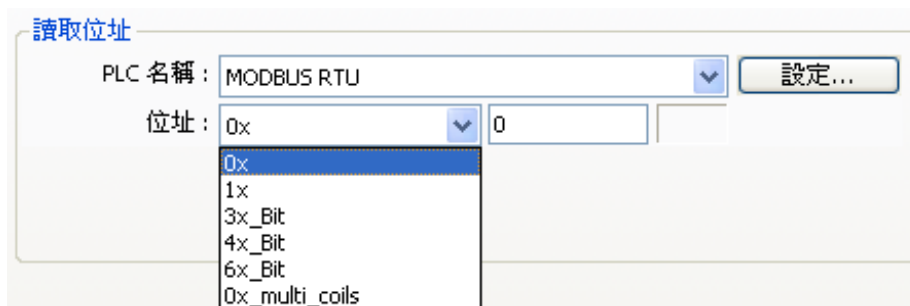 讀取位址
PLC 名稱： MODBUS RTU 設定...
位址： 0x 0
0x
1x
3x_Bit
4x_Bit
6x_Bit
0x_multi_coils